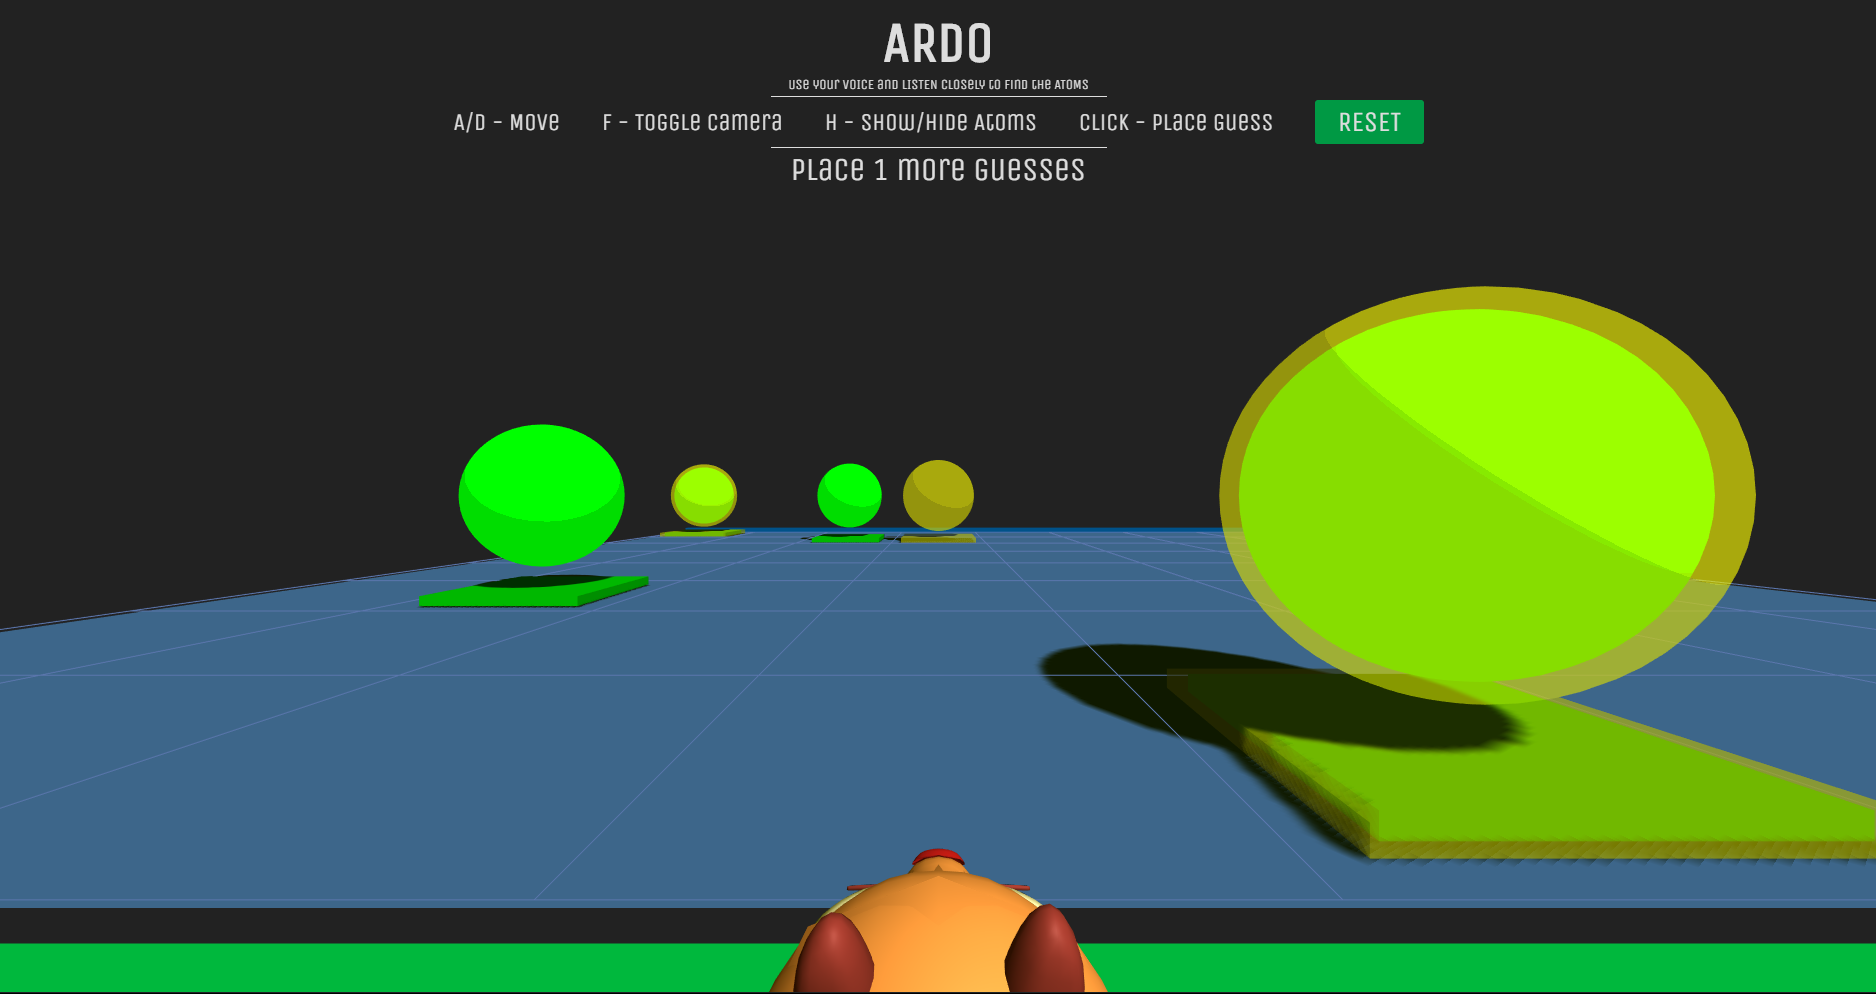 ARDO
Use your voice and listen closely to find the atoms
A/D - Move
F - Toggle Camera
H - Show/Hide Atoms
Click - Place Guess
RESET
Place 1 more guesses